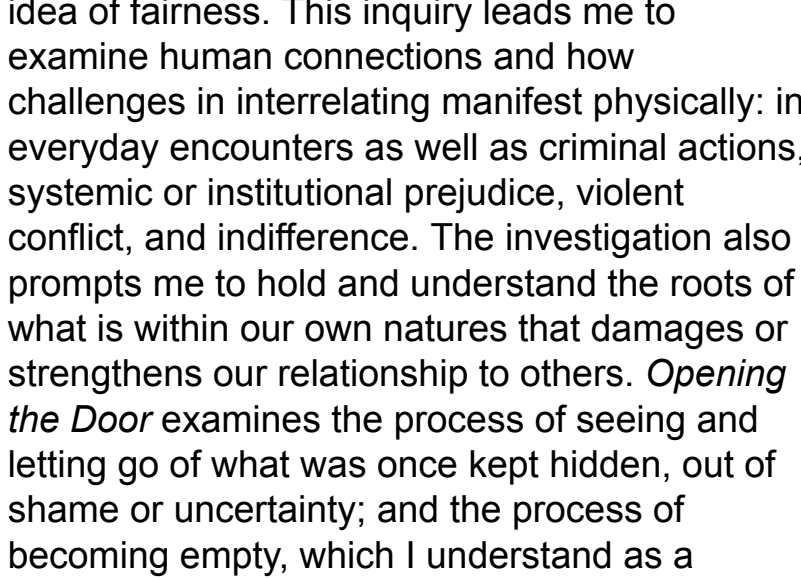 idea of fairness. This inquiry leads me to
examine human connections and how
challenges in interrelating manifest physically: in
everyday encounters as well as criminal actions,
systemic or institutional prejudice, violent
conflict, and indifference. The investigation also
prompts me to hold and understand the roots of
what is within our own natures that damages or
strengthens our relationship to others. Opening
the Door examines the process of seeing and
letting go of what was once kept hidden, out of
shame or uncertainty; and the process of
becoming empty, which I understand as a